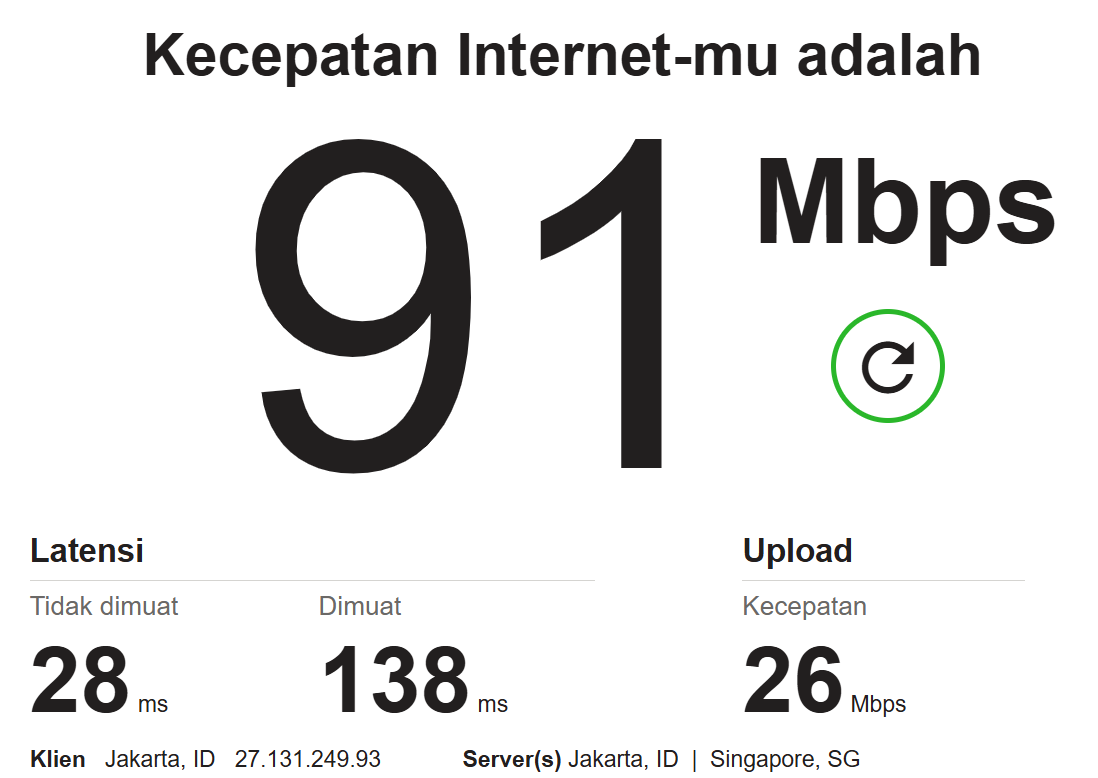 Kecepatan Internet-mu adalah
91 Mbps
Latensi
Upload
Tidak dimuat Dimuat
Kecepatan
28 ms 138 ms
26 Mbps
Klien Jakarta, ID 27.131.249.93 Server(s) Jakarta, ID | Singapore, SG